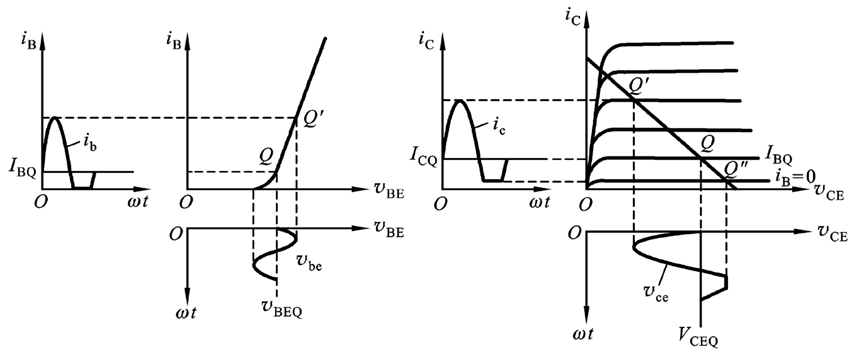 i_B
i_b
I_BQ
O
ωt
i_B
Q'
Q
O
v_BE
O
v_BE
v_be
v_BEQ
ωt
i_C
i_c
I_CQ
O
ωt
i_C
Q'
Q
I_BQ
Q"
i_B=0
O
v_CE
O
v_CE
v_ce
ωt
V_CEQ